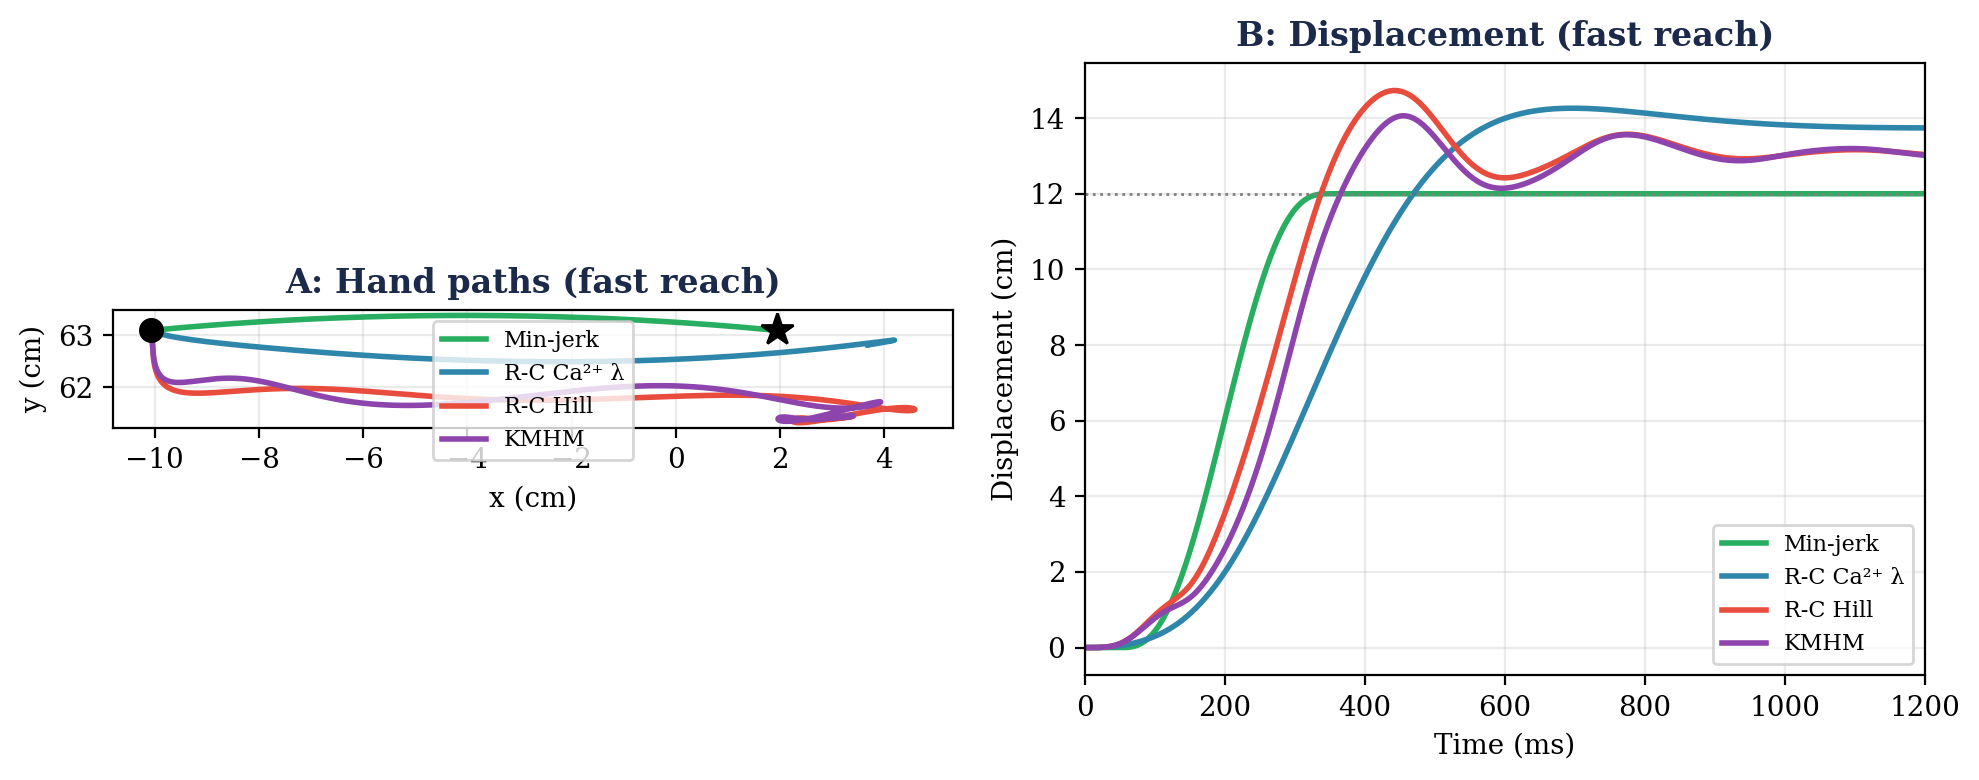 A: Hand paths (fast reach)
63
62
y (cm)
Min-jerk
R-C Ca²⁺ λ
R-C Hill
KMHM
−10
−8
−6
−4
−2
0
2
4
x (cm)
B: Displacement (fast reach)
14
12
10
8
6
4
2
0
Displacement (cm)
Min-jerk
R-C Ca²⁺ λ
R-C Hill
KMHM
0
200
400
600
800
1000
1200
Time (ms)